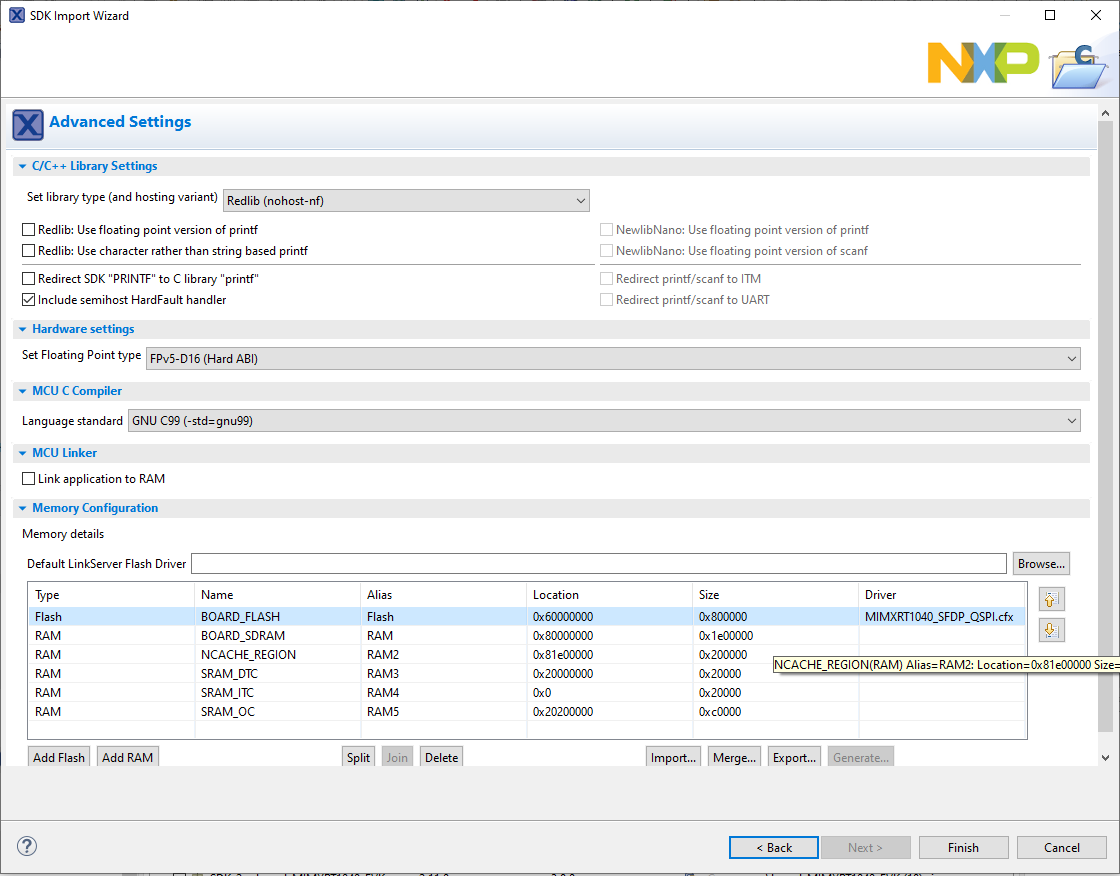 SDK Import Wizard
NXP
C
Advanced Settings
C/C++ Library Settings
Set library type (and hosting variant) Redlib (nohost-nf)
Redlib: Use floating point version of printf NewlibNano: Use floating point version of printf
Redlib: Use character rather than string based printf NewlibNano: Use floating point version of scanf
Redirect SDK "PRINTF" to C library "printf" Redirect printf/scanf to ITM
Include semihost HardFault handler Redirect printf/scanf to UART
Hardware settings
Set Floating Point type FPv5-D16 (Hard ABI)
MCU C Compiler
Language standard GNU C99 (-std=gnu99)
MCU Linker
Link application to RAM
Memory Configuration
Memory details
Default LinkServer Flash Driver Browse...
Type Name Alias Location Size Driver
Flash BOARD_FLASH Flash 0x60000000 0x800000 MIMXRT1040_SFDP_QSPI.cfx
RAM BOARD_SDRAM RAM 0x80000000 0x1e00000
RAM NCACHE_REGION RAM2 0x81e00000 0x200000
NCACHE_REGION(RAM) Alias=RAM2: Location=0x81e00000 Size=
RAM SRAM_DTC RAM3 0x20000000 0x20000
RAM SRAM_ITC RAM4 0x0 0x20000
RAM SRAM_OC RAM5 0x20200000 0xc0000
Add Flash Add RAM Split Join Delete Import... Merge... Export... Generate...
? < Back Next > Finish Cancel